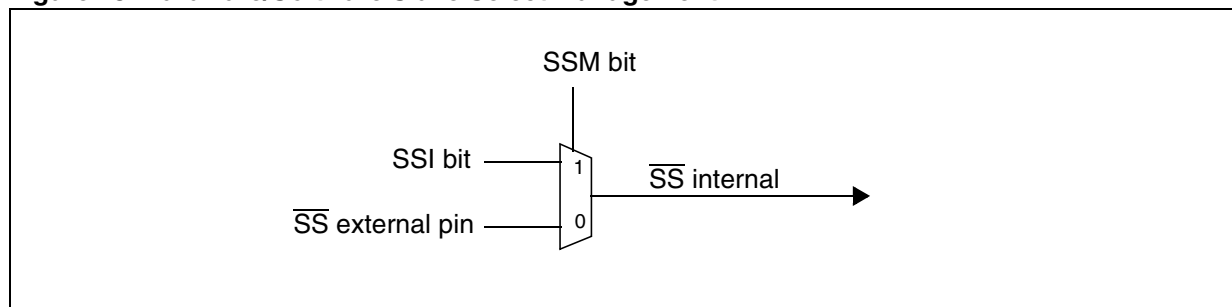 SSM bit
SSI bit
1
SS internal
SS external pin
0